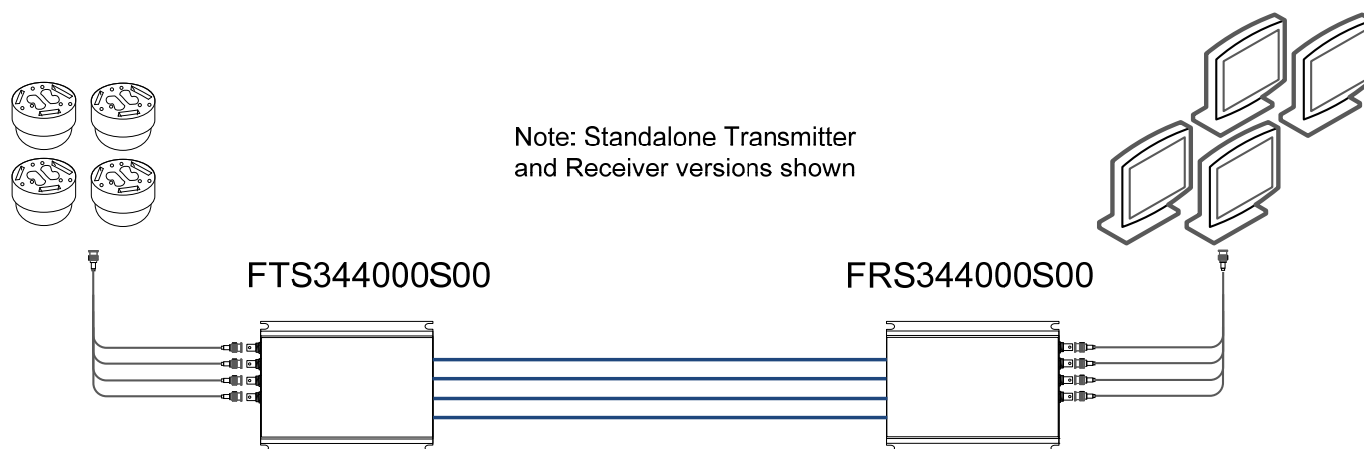 Note: Standalone Transmitter
and Receiver versions shown
FTS344000S00
FRS344000S00